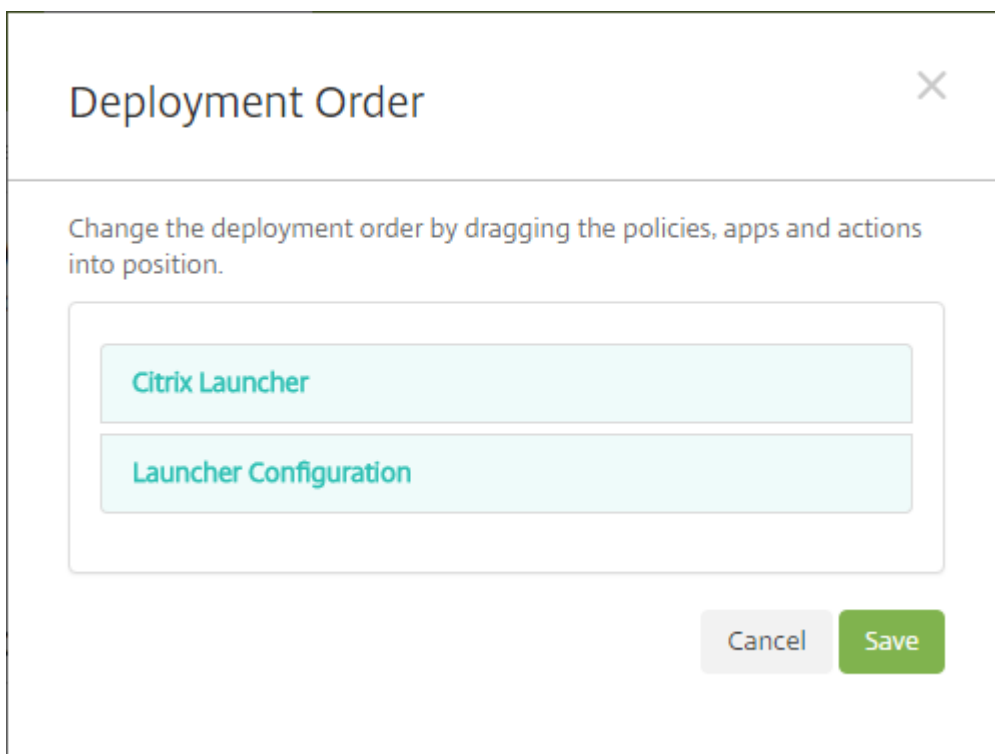 Deployment Order
Change the deployment order by dragging the policies, apps and actions
into position.
Citrix Launcher
Launcher Configuration
Cancel
Save